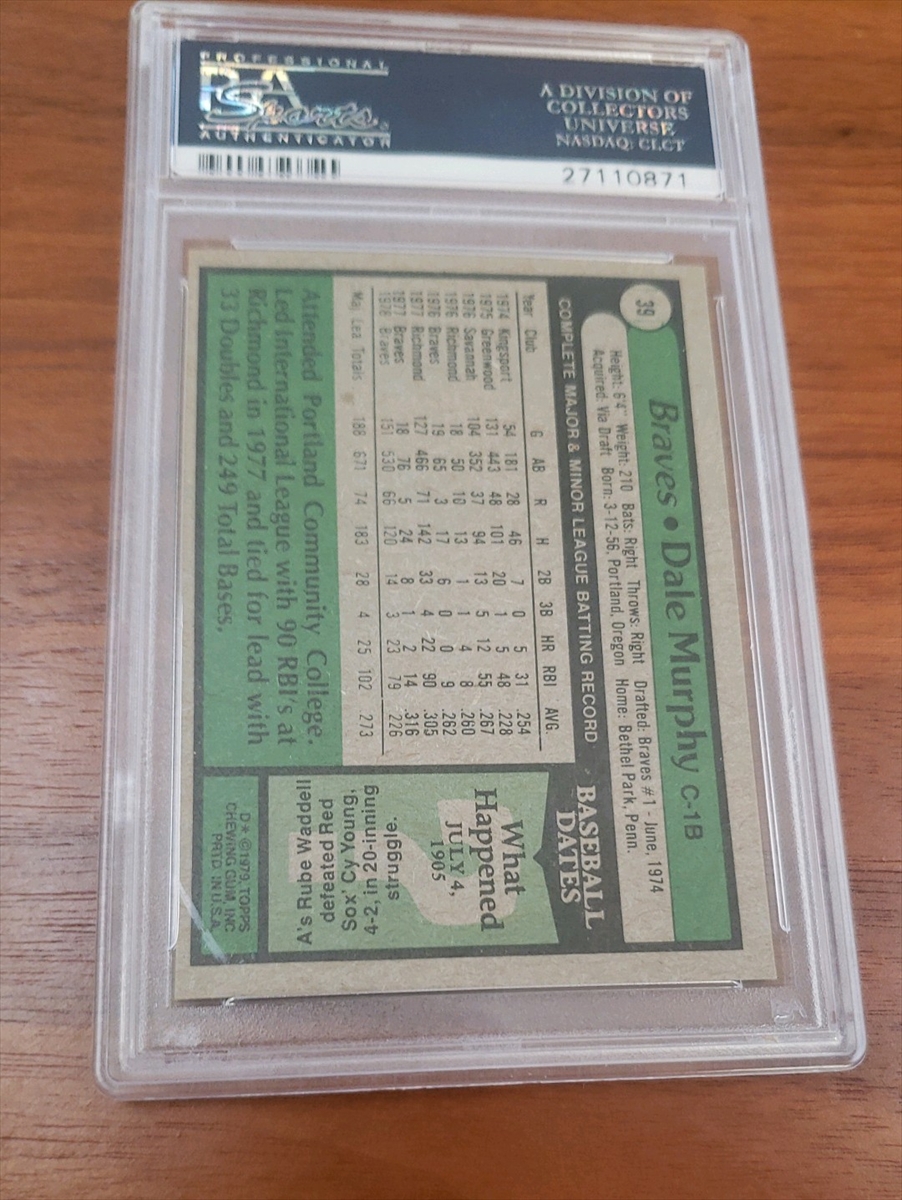 PROFESSIONAL
PSA
Sports
AUTHENTICATOR
A DIVISION OF
COLLECTORS
UNIVERSE
NASDAQ: CLCT
27110871
39
Braves • Dale Murphy C-1B
Height: 6'4" Weight: 210 Bats: Right Throws: Right Drafted: Braves #1 - June, 1974
Acquired: Via Draft Born: 3-12-56, Portland, Oregon Home: Bethel Park, Penn.
COMPLETE MAJOR & MINOR LEAGUE BATTING RECORD
Year Club G AB R H 2B 3B HR RBI AVG.
1974 Kingsport 54 181 28 46 7 0 5 31 .254
1975 Greenwood 131 443 48 101 20 1 5 48 .228
1976 Savannah 104 352 37 94 13 5 12 55 .267
1976 Richmond 18 50 10 13 1 1 4 8 .260
1976 Braves 19 65 3 17 6 0 0 9 .262
1977 Richmond 127 466 71 142 33 4 22 90 .305
1977 Braves 18 76 5 24 8 1 2 14 .316
1978 Braves 151 530 66 120 14 3 23 79 .226
Maj. Lea. Totals 188 671 74 183 28 4 25 102 .273
Attended Portland Community College.
Led International League with 90 RBI's at
Richmond in 1977 and tied for lead with
33 Doubles and 249 Total Bases.
BASEBALL
DATES
What
Happened
JULY 4,
1905
?
A's Rube Waddell
defeated Red
Sox' Cy Young,
4-2, in 20-inning
struggle.
D* © 1979, TOPPS
CHEWING GUM, INC.
PRTD. IN U.S.A.